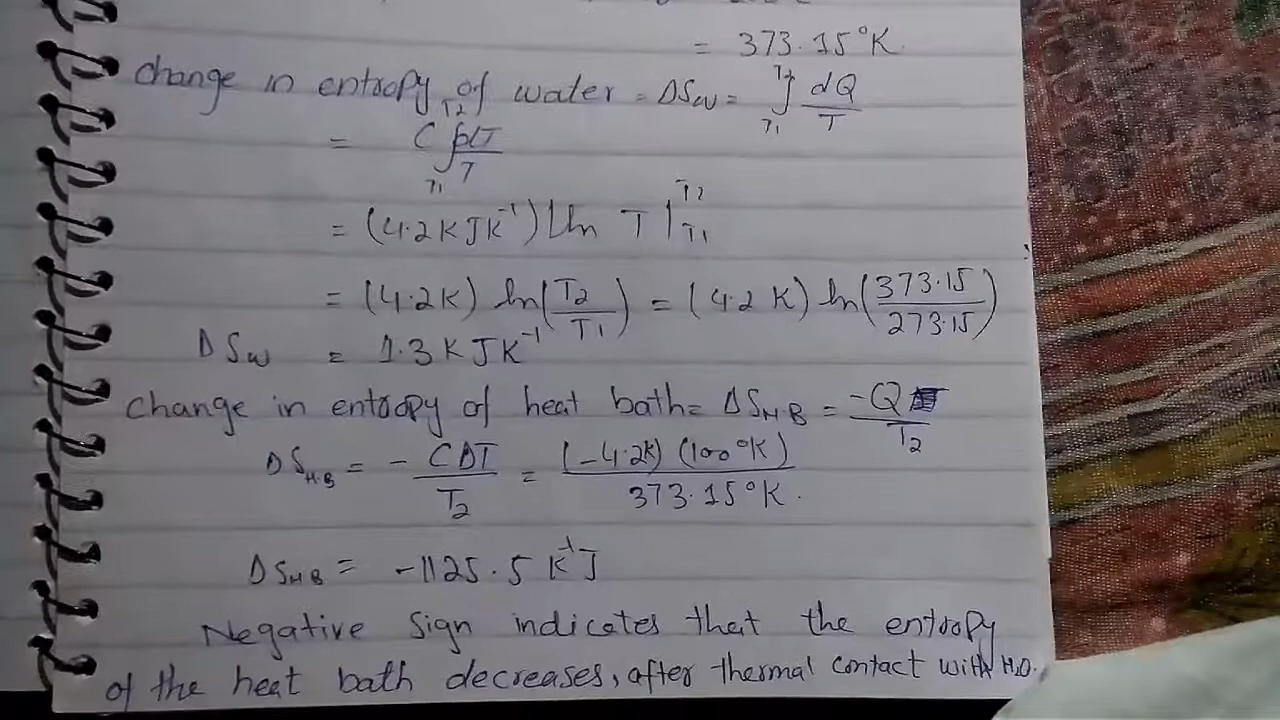 = 373.15°K.
change in entropy of water = ΔSw = ∫T1T2 dQ/T
= C ∫T1T2 dT/T
= (4.2KJK⁻¹) |ln T|T1T2
= (4.2K) ln(T2/T1) = (4.2 K) ln(373.15/273.15)
ΔSw = 1.3 KJK⁻¹
change in entropy of heat bath = ΔSH.B = -Q/T2
ΔSH.B = - CΔT/T2 = (-4.2K) (100°K)/373.15°K.
ΔSHB = -1125.5 K⁻¹J
Negative Sign indicates that the entropy
of the heat bath decreases, after thermal contact with H2O.